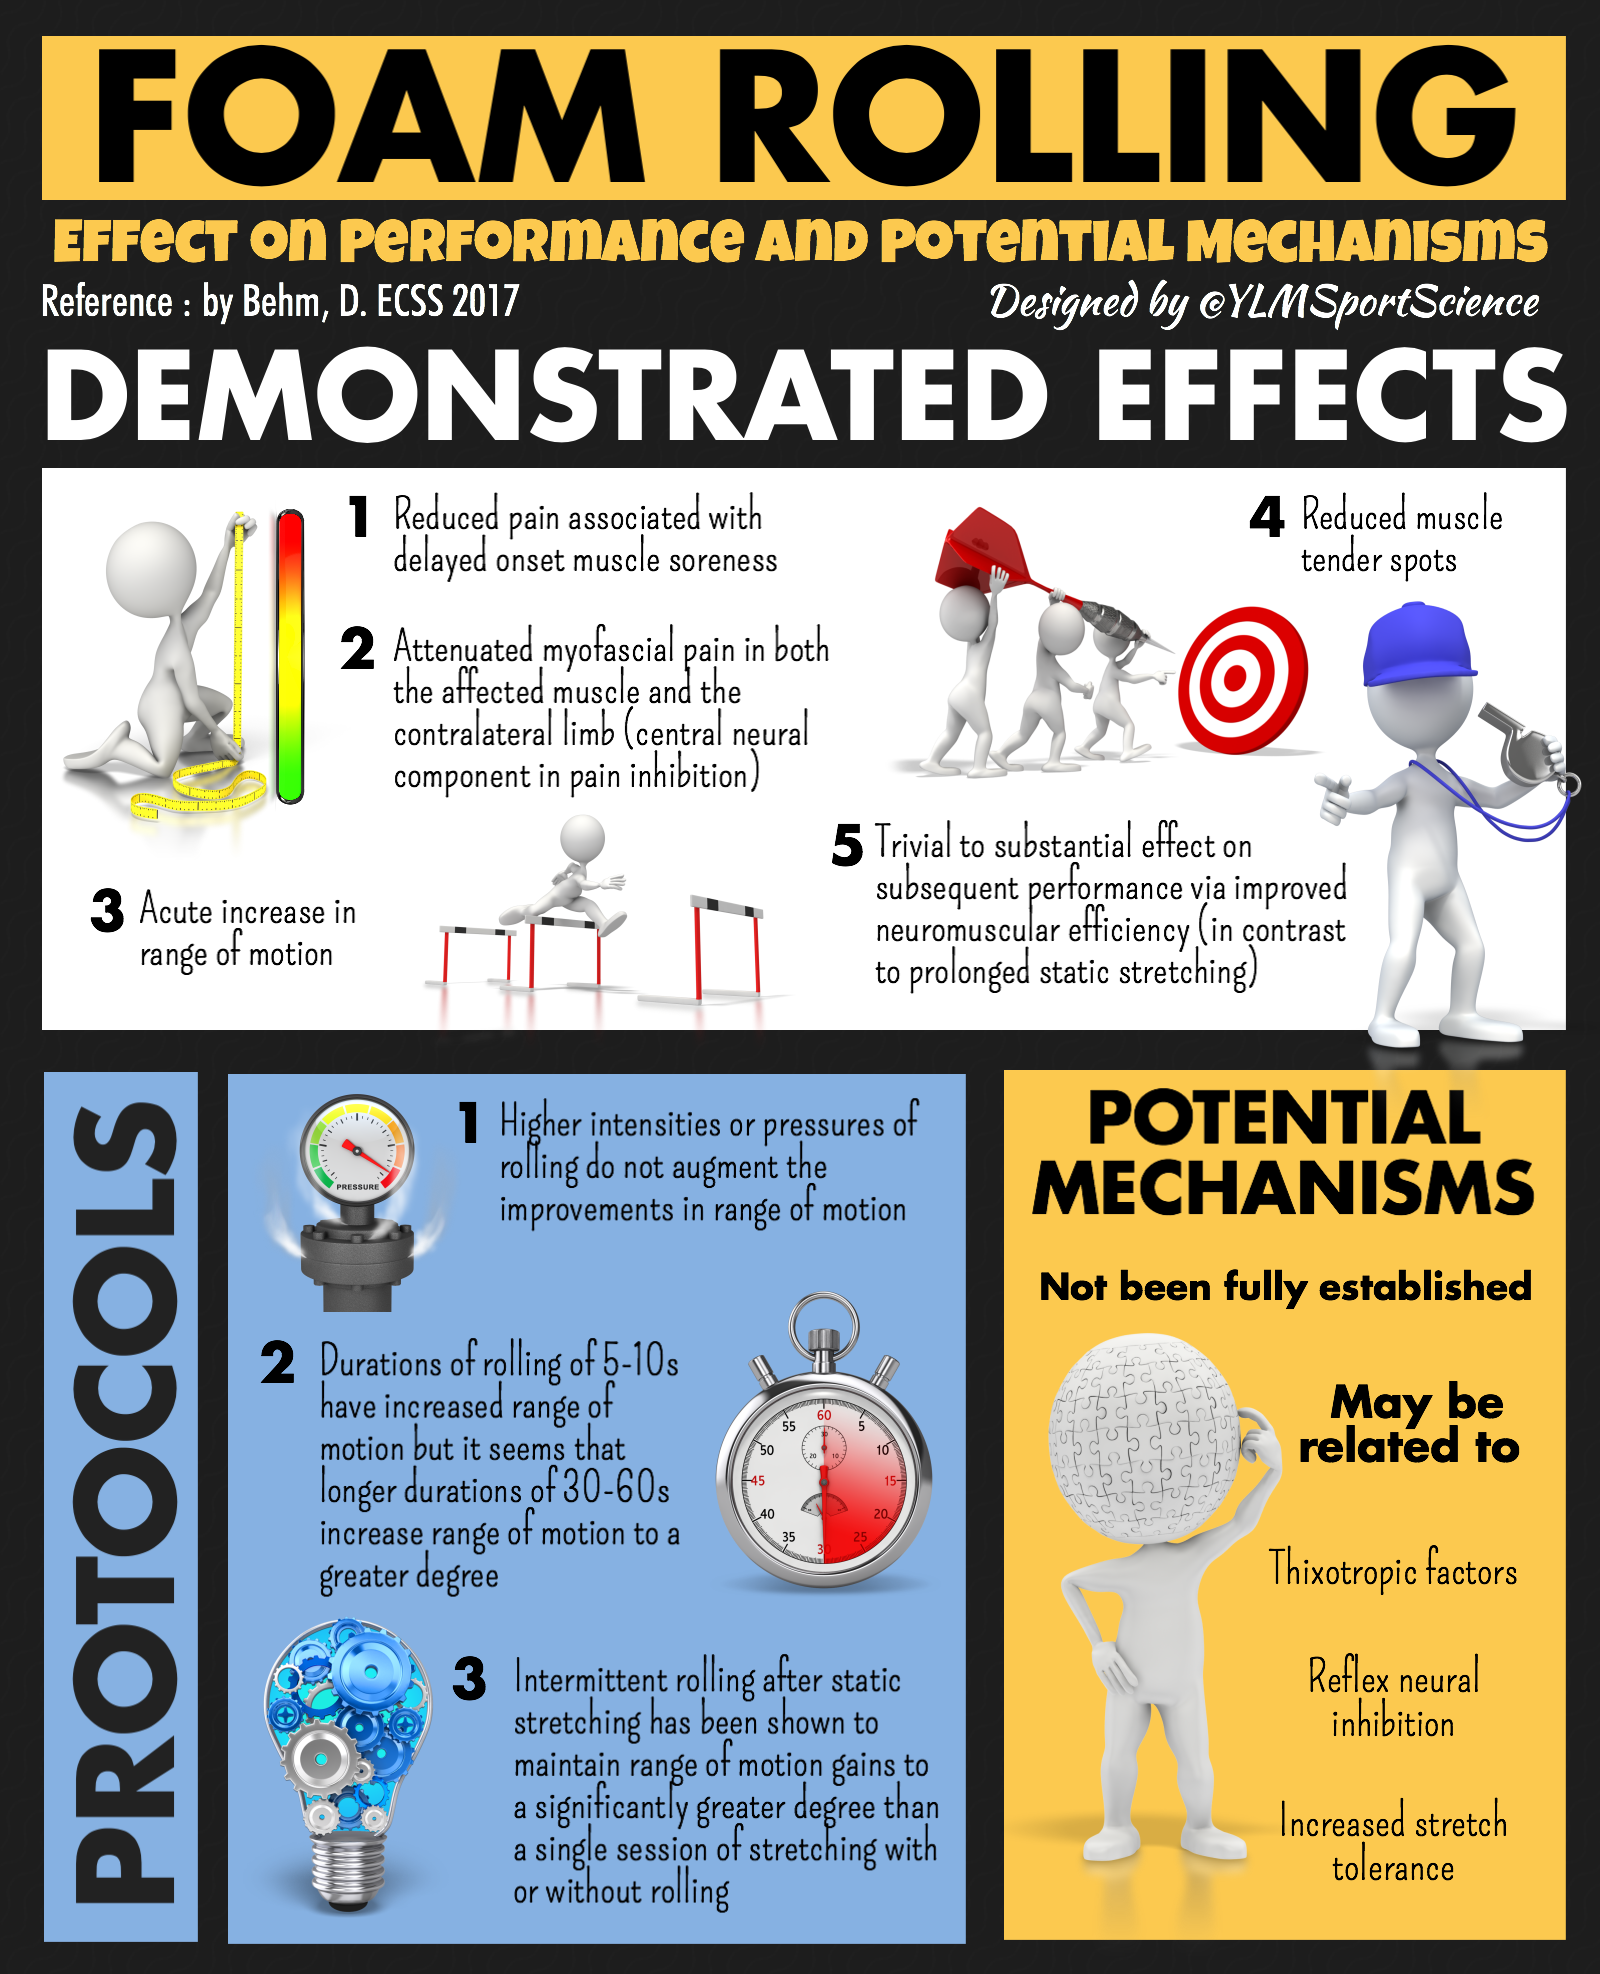 FOAM ROLLING
EFFECT ON PERFORMANCE AND POTENTIAL MECHANISMS
Reference : by Behm, D. ECSS 2017
Designed by @YLMSportScience
DEMONSTRATED EFFECTS
1 Reduced pain associated with
delayed onset muscle soreness
2 Attenuated myofascial pain in both
the affected muscle and the
contralateral limb (central neural
component in pain inhibition)
3 Acute increase in
range of motion
4 Reduced muscle
tender spots
5 Trivial to substantial effect on
subsequent performance via improved
neuromuscular efficiency (in contrast
to prolonged static stretching)
PROTOCOLS
PRESSURE
1 Higher intensities or pressures of
rolling do not augment the
improvements in range of motion
2 Durations of rolling of 5-10s
have increased range of
motion but it seems that
longer durations of 30-60s
increase range of motion to a
greater degree
60
55 5
50 10
45 15
40 20
35 25
30
3 Intermittent rolling after static
stretching has been shown to
maintain range of motion gains to
a significantly greater degree than
a single session of stretching with
or without rolling
POTENTIAL
MECHANISMS
Not been fully established
May be
related to
Thixotropic factors
Reflex neural
inhibition
Increased stretch
tolerance